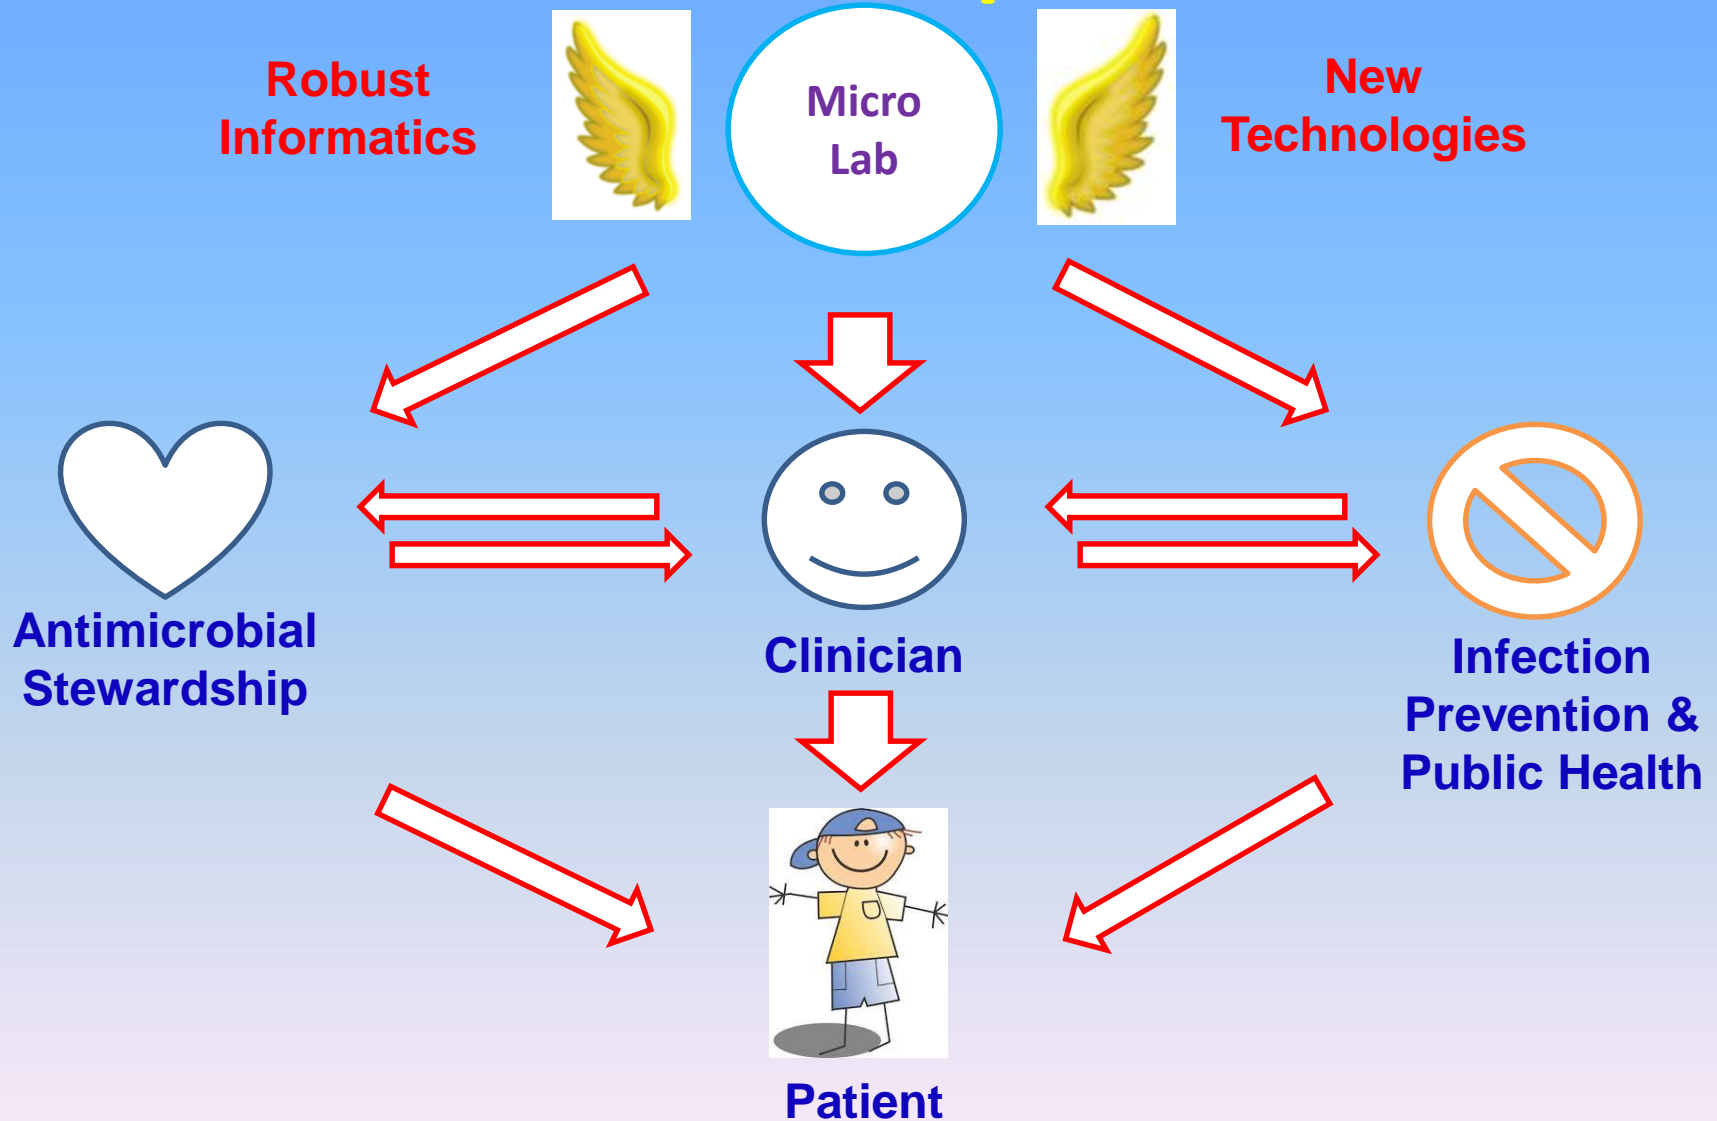 Robust
Informatics
Micro
Lab
New
Technologies
Antimicrobial
Stewardship
Clinician
Infection
Prevention &
Public Health
Patient